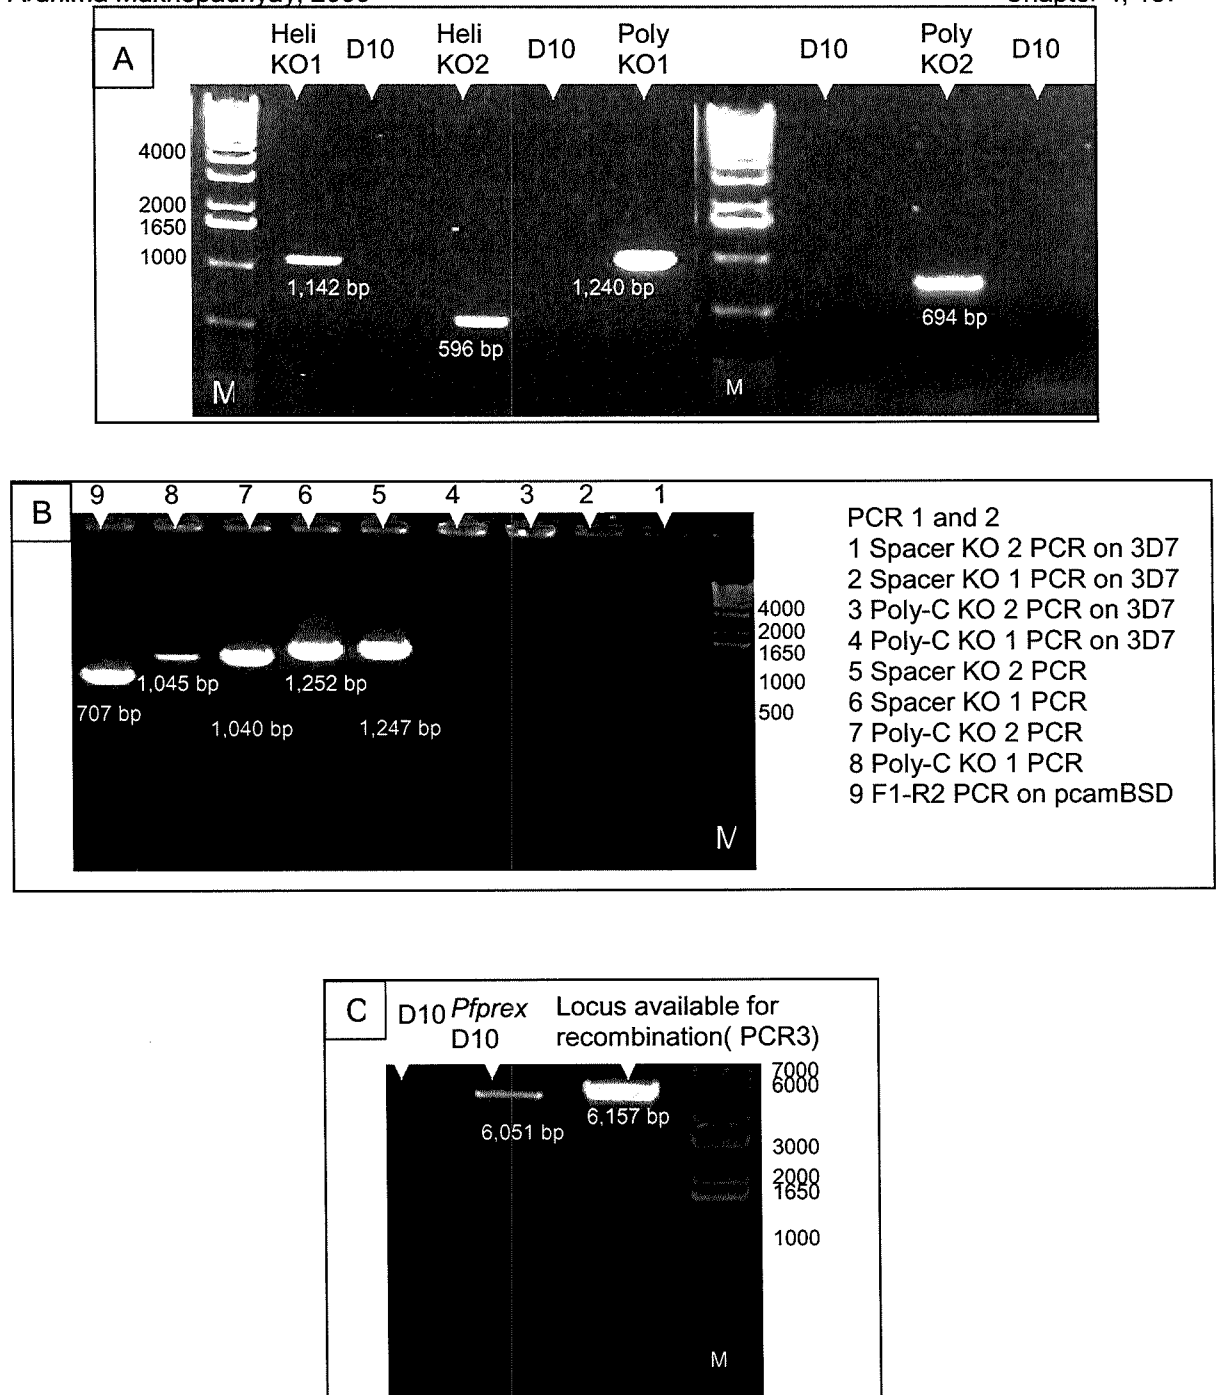 A
Heli KO1 D10 Heli KO2 D10 Poly KO1 D10 Poly KO2 D10
4000
2000
1650
1000
1,142 bp
596 bp
1,240 bp
694 bp
M
M
B
9 8 7 6 5 4 3 2 1
4000
2000
1650
1000
500
707 bp
1,045 bp
1,040 bp
1,252 bp
1,247 bp
M
PCR 1 and 2
1 Spacer KO 2 PCR on 3D7
2 Spacer KO 1 PCR on 3D7
3 Poly-C KO 2 PCR on 3D7
4 Poly-C KO 1 PCR on 3D7
5 Spacer KO 2 PCR
6 Spacer KO 1 PCR
7 Poly-C KO 2 PCR
8 Poly-C KO 1 PCR
9 F1-R2 PCR on pcamBSD
C
D10 Pfprex D10
Locus available for
recombination( PCR3)
7000
6000
3000
2000
1650
1000
6,051 bp
6,157 bp
M